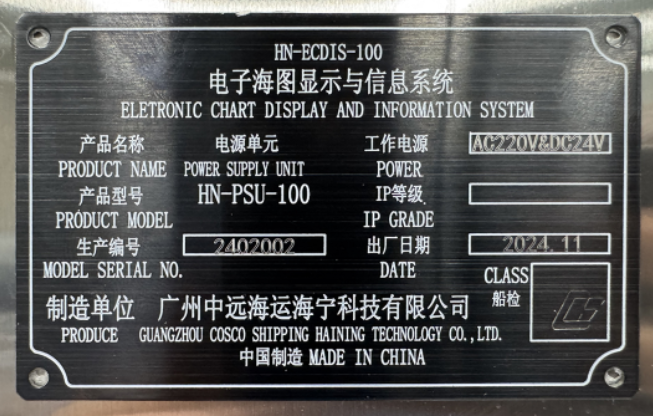 HN-ECDIS-100
电子海图显示与信息系统
ELETRONIC CHART DISPLAY AND INFORMATION SYSTEM
产品名称 电源单元 工作电源 AC220V&DC24V
PRODUCT NAME POWER SUPPLY UNIT POWER
产品型号 HN-PSU-100 IP等级
PRODUCT MODEL IP GRADE
生产编号 2402002 出厂日期 2024.11
MODEL SERIAL NO. DATE CLASS
船检
制造单位 广州中远海运海宁科技有限公司
PRODUCE GUANGZHOU COSCO SHIPPING HAINING TECHNOLOGY CO.,LTD.
中国制造 MADE IN CHINA